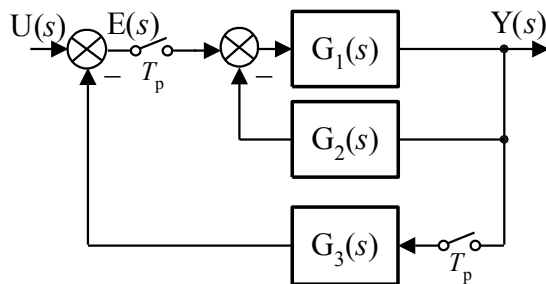 U(s) E(s) Y(s)
G₁(s)
− Tₚ −
G₂(s)
G₃(s)
Tₚ